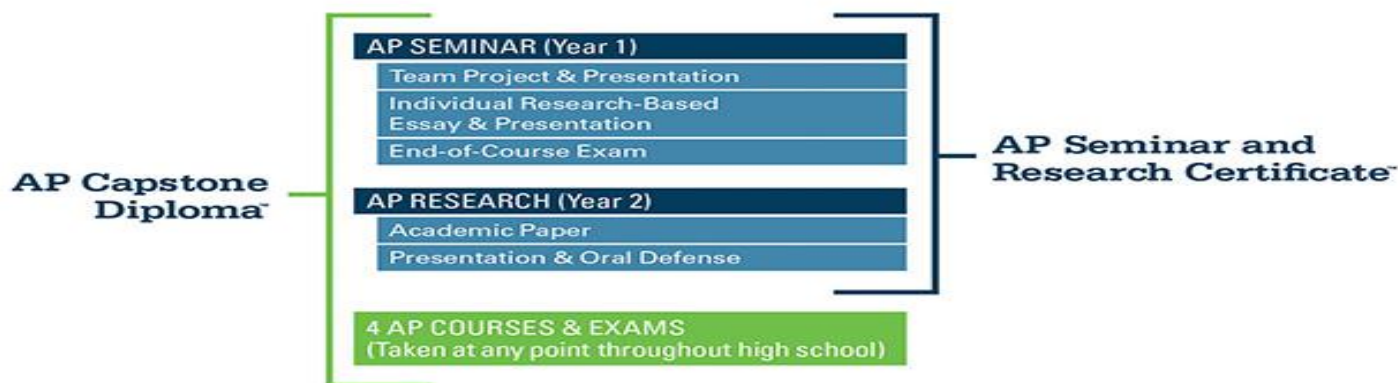 AP Capstone
Diploma™
AP SEMINAR (Year 1)
Team Project & Presentation
Individual Research-Based
Essay & Presentation
End-of-Course Exam
AP RESEARCH (Year 2)
Academic Paper
Presentation & Oral Defense
4 AP COURSES & EXAMS
(Taken at any point throughout high school)
AP Seminar and
Research Certificate™